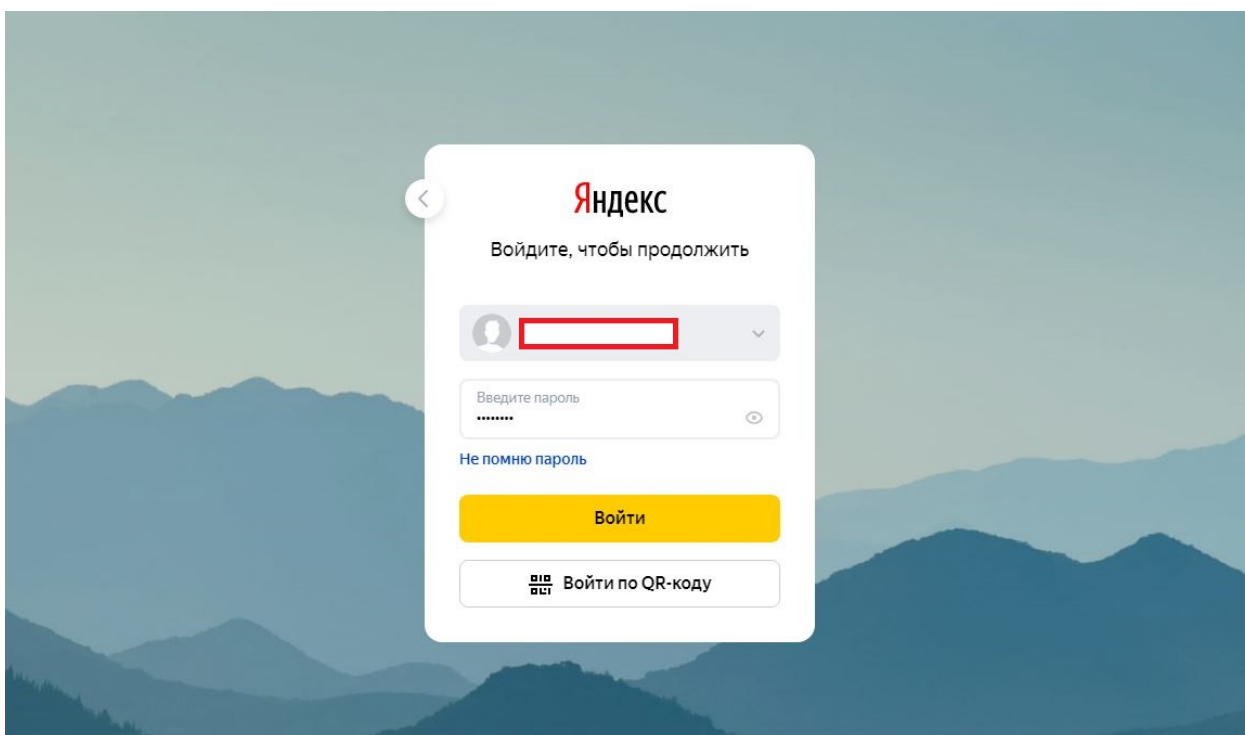 Яндекс
Войдите, чтобы продолжить
Введите пароль
••••••••
Не помню пароль
Войти
Войти по QR-коду